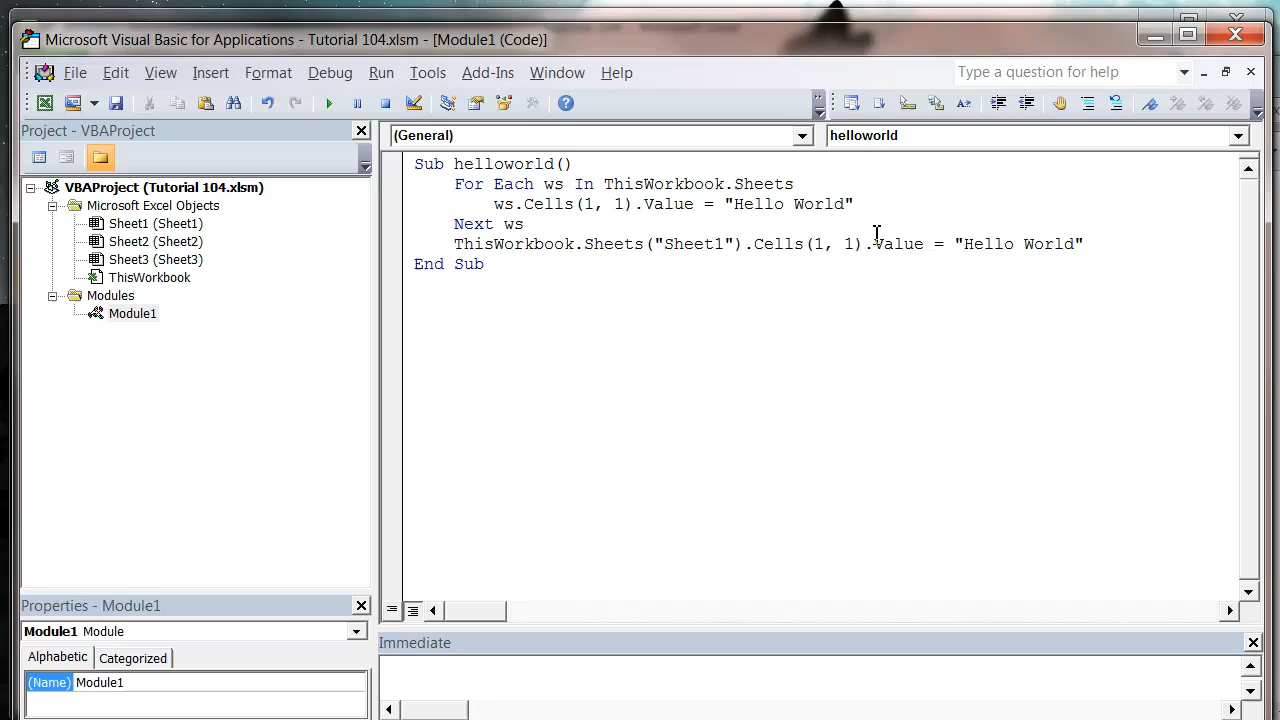 Microsoft Visual Basic for Applications - Tutorial 104.xlsm - [Module1 (Code)]
File Edit View Insert Format Debug Run Tools Add-Ins Window Help Type a question for help
Project - VBAProject
(General) helloworld
VBAProject (Tutorial 104.xlsm)
Microsoft Excel Objects
Sheet1 (Sheet1)
Sheet2 (Sheet2)
Sheet3 (Sheet3)
ThisWorkbook
Modules
Module1
Sub helloworld()
For Each ws In ThisWorkbook.Sheets
ws.Cells(1, 1).Value = "Hello World"
Next ws
ThisWorkbook.Sheets("Sheet1").Cells(1, 1).Value = "Hello World"
End Sub
Properties - Module1
Module1 Module
Alphabetic Categorized
(Name) Module1
Immediate